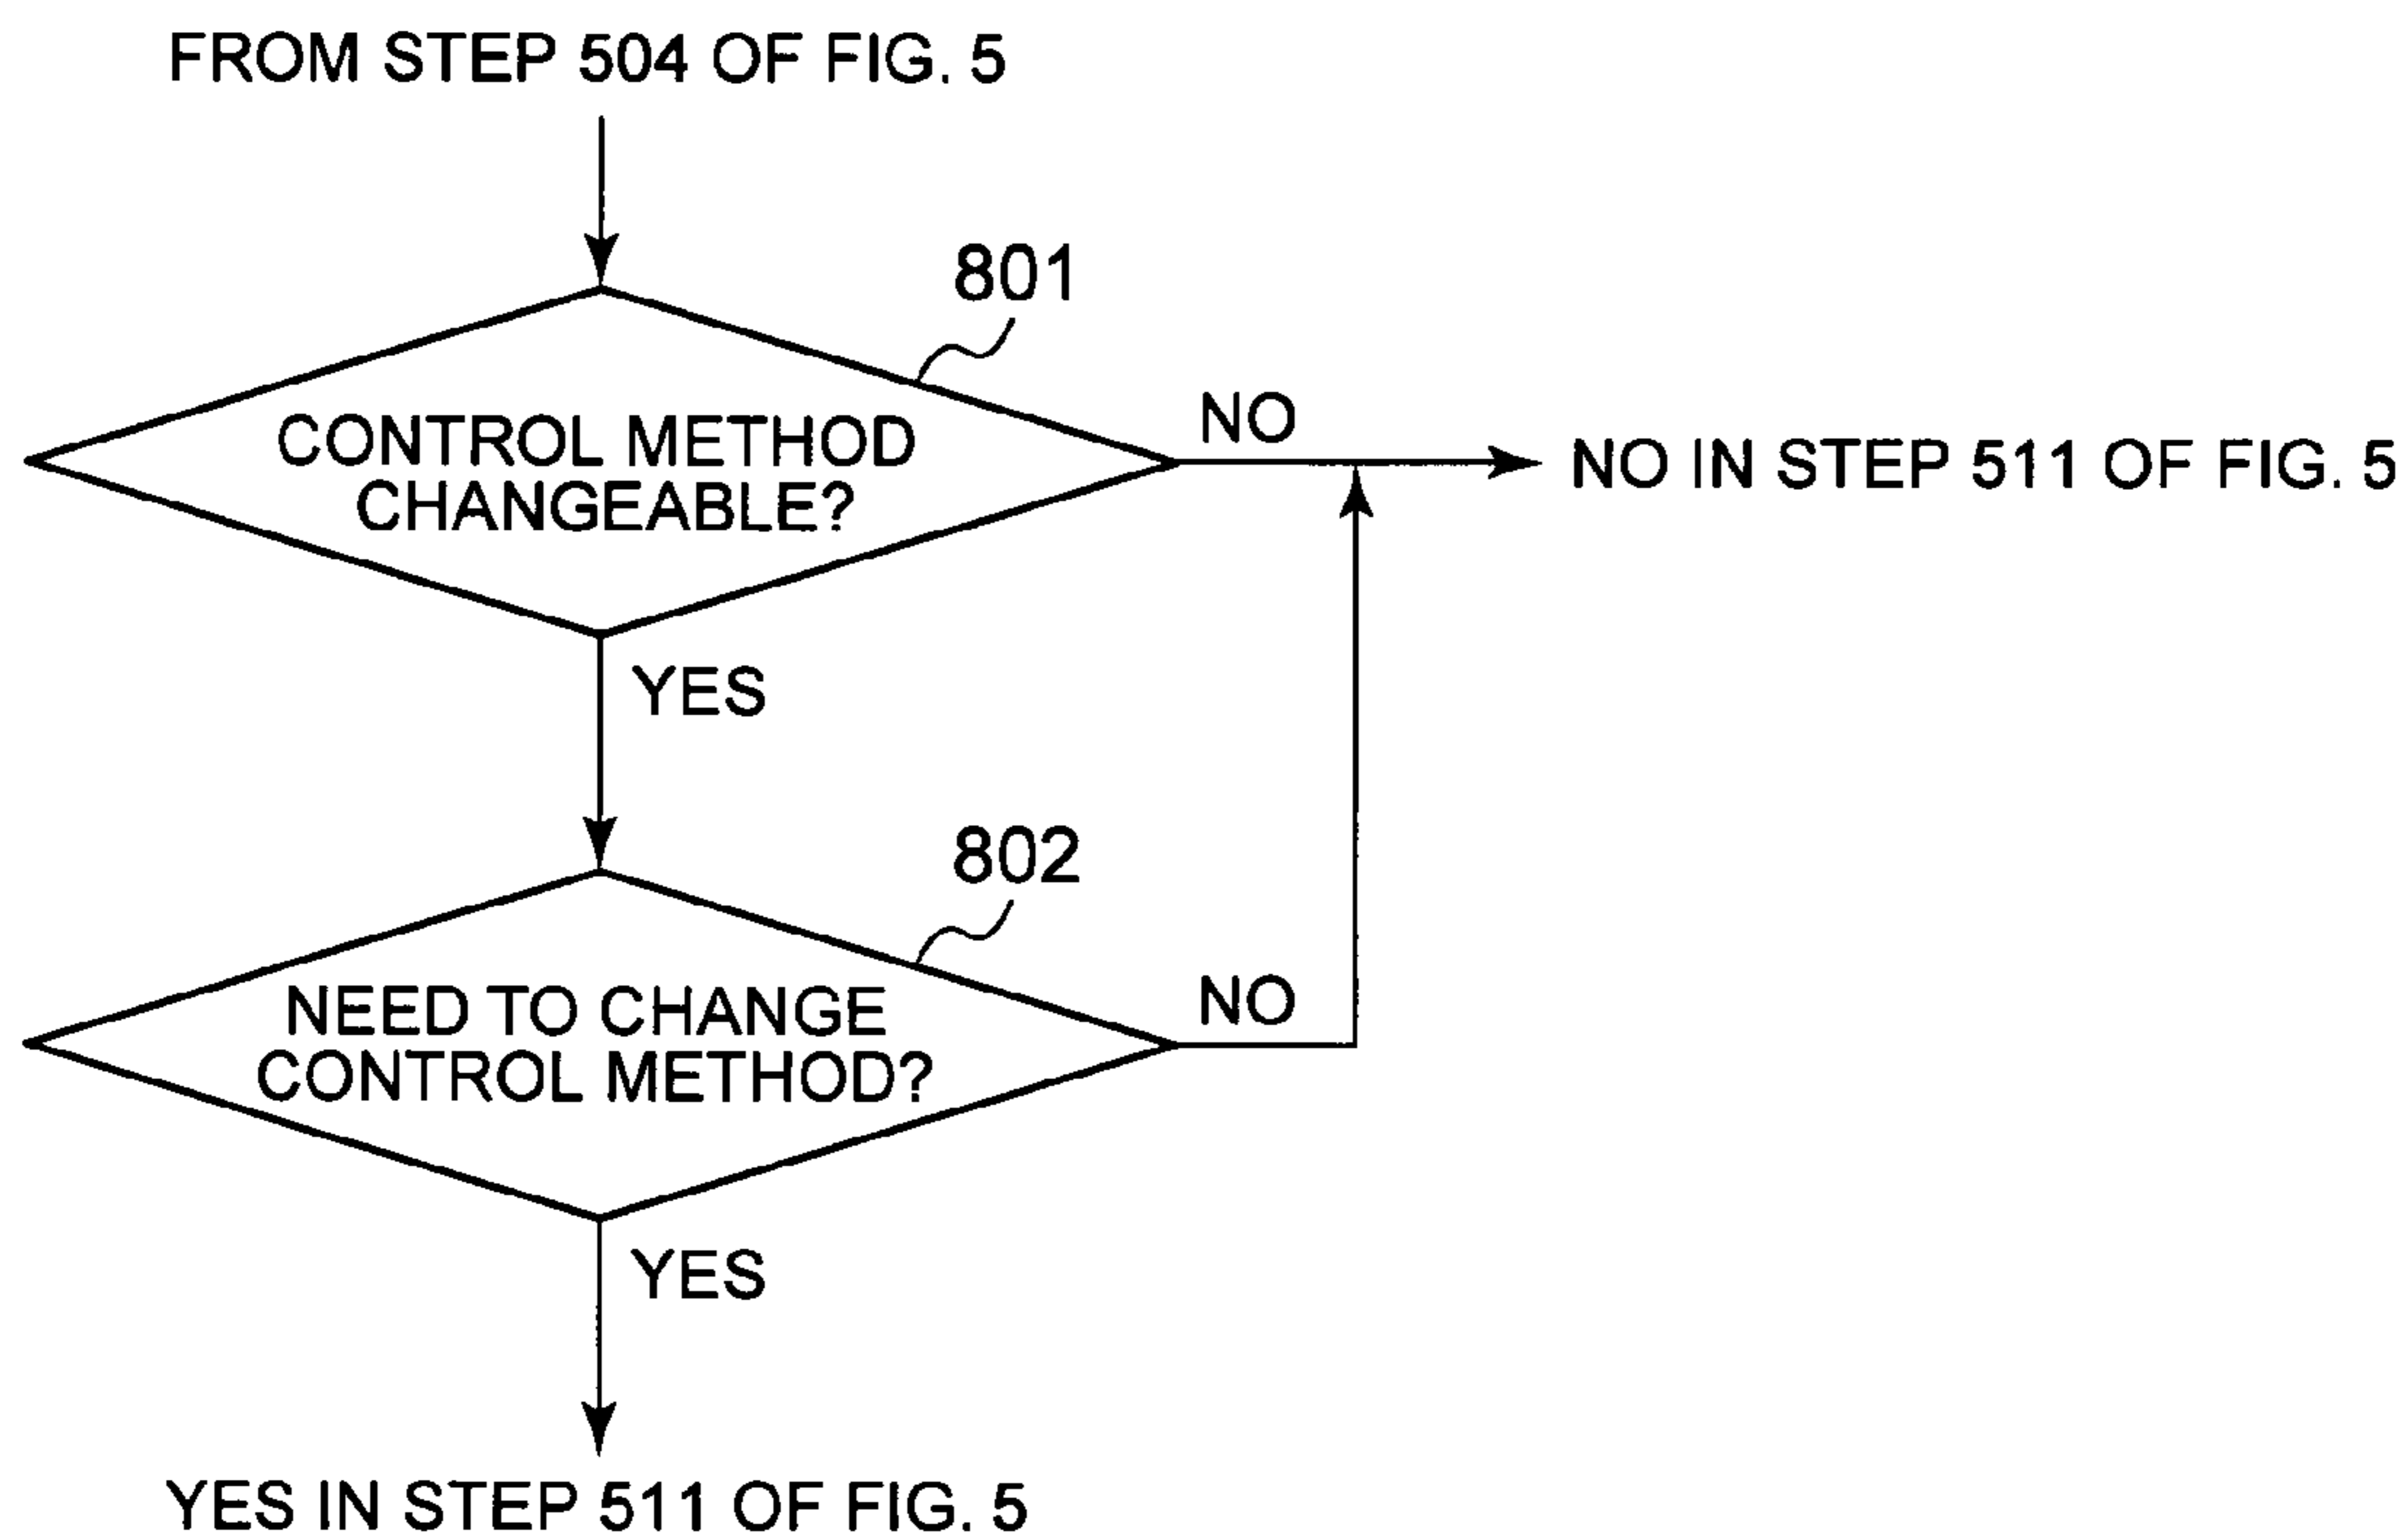 FROM STEP 504 OF FIG. 5
801
CONTROL METHOD
CHANGEABLE?
NO
NO IN STEP 511 OF FIG. 5
YES
802
NEED TO CHANGE
CONTROL METHOD?
NO
YES
YES IN STEP 511 OF FIG. 5